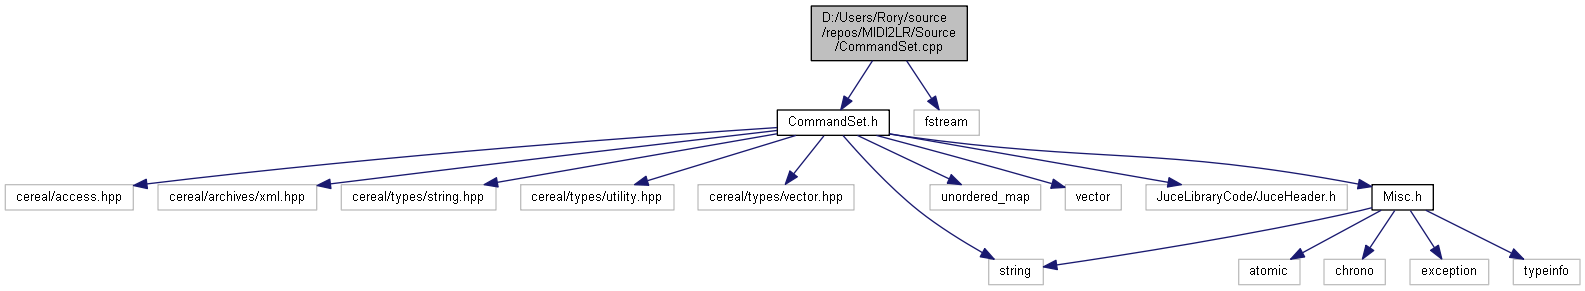 D:/Users/Rory/source
/repos/MIDI2LR/Source
/CommandSet.cpp
CommandSet.h
fstream
cereal/access.hpp
cereal/archives/xml.hpp
cereal/types/string.hpp
cereal/types/utility.hpp
cereal/types/vector.hpp
unordered_map
vector
JuceLibraryCode/JuceHeader.h
Misc.h
string
atomic
chrono
exception
typeinfo